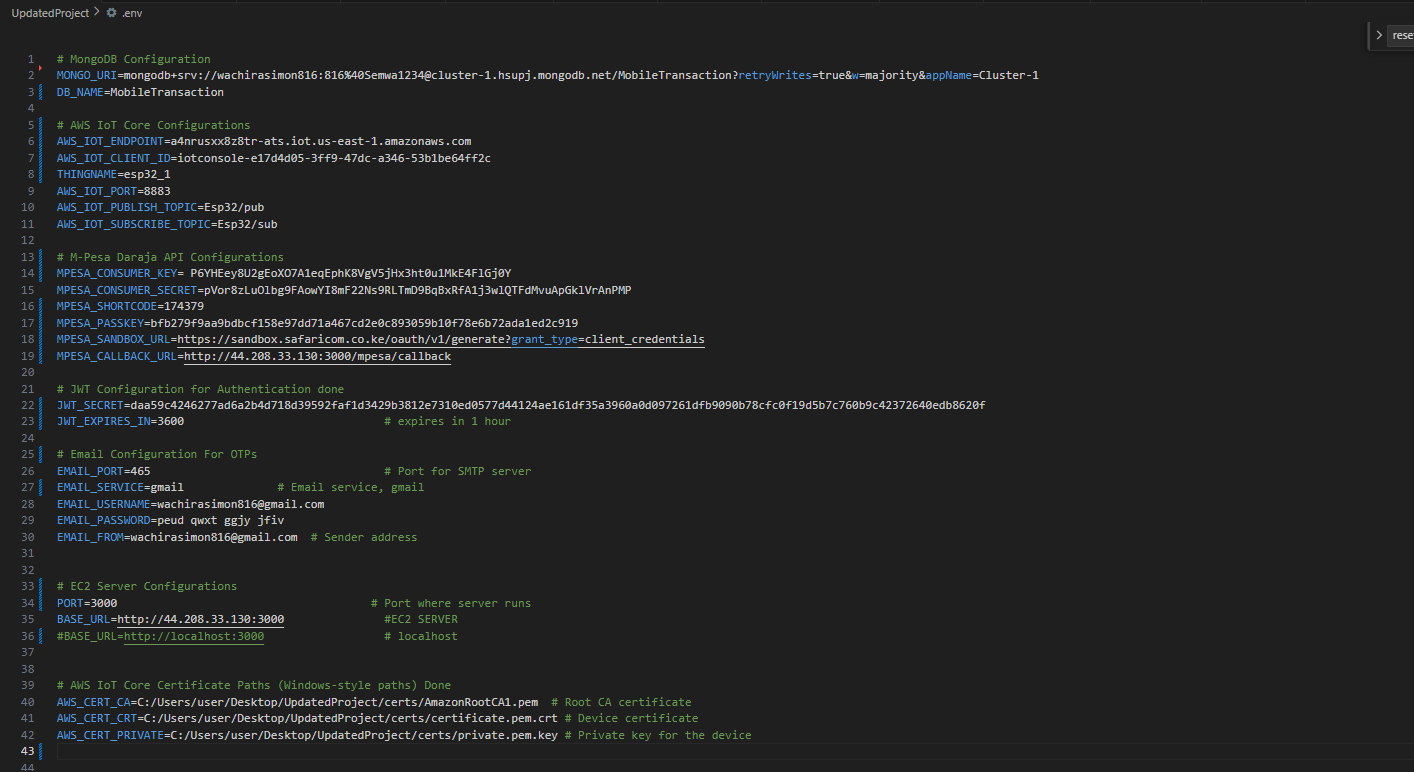 UpdatedProject > .env
rese
1 # MongoDB Configuration
2 MONGO_URI=mongodb+srv://wachirasimon816:816%40Semwa1234@cluster-1.hsupj.mongodb.net/MobileTransaction?retryWrites=true&w=majority&appName=Cluster-1
3 DB_NAME=MobileTransaction
4
5 # AWS IoT Core Configurations
6 AWS_IOT_ENDPOINT=a4nrusxx8z8tr-ats.iot.us-east-1.amazonaws.com
7 AWS_IOT_CLIENT_ID=iotconsole-e17d4d05-3ff9-47dc-a346-53b1be64ff2c
8 THINGNAME=esp32_1
9 AWS_IOT_PORT=8883
10 AWS_IOT_PUBLISH_TOPIC=Esp32/pub
11 AWS_IOT_SUBSCRIBE_TOPIC=Esp32/sub
12
13 # M-Pesa Daraja API Configurations
14 MPESA_CONSUMER_KEY=
15 MPESA_CONSUMER_SECRET=
16 MPESA_SHORTCODE=174379
17 MPESA_PASSKEY=bfb279f9aa9bdbcf158e97dd71a467cd2e0c893059b10f78e6b72ada1ed2c919
18 MPESA_SANDBOX_URL=https://sandbox.safaricom.co.ke/oauth/v1/generate?grant_type=client_credentials
19 MPESA_CALLBACK_URL=http://44.208.33.130:3000/mpesa/callback
20
21 # JWT Configuration for Authentication done
22 JWT_SECRET=daa59c4246277ad6a2b4d718d39592faf1d3429b3812e7310ed0577d44124ae161df35a3960a0d097261dfb9090b78cfc0f19d5b7c760b9c42372640edb8620f
23 JWT_EXPIRES_IN=3600 # expires in 1 hour
24
25 # Email Configuration For OTPs
26 EMAIL_PORT=465 # Port for SMTP server
27 EMAIL_SERVICE=gmail # Email service, gmail
28 EMAIL_USERNAME=wachirasimon816@gmail.com
29 EMAIL_PASSWORD=peud qwxt ggjy jfiv
30 EMAIL_FROM=wachirasimon816@gmail.com # Sender address
31
32
33 # EC2 Server Configurations
34 PORT=3000 # Port where server runs
35 BASE_URL=http://44.208.33.130:3000 #EC2 SERVER
36 #BASE_URL=http://localhost:3000 # localhost
37
38
39 # AWS IoT Core Certificate Paths (Windows-style paths) Done
40 AWS_CERT_CA=C:/Users/user/Desktop/UpdatedProject/certs/AmazonRootCA1.pem # Root CA certificate
41 AWS_CERT_CRT=C:/Users/user/Desktop/UpdatedProject/certs/certificate.pem.crt # Device certificate
42 AWS_CERT_PRIVATE=C:/Users/user/Desktop/UpdatedProject/certs/private.pem.key # Private key for the device
43
44